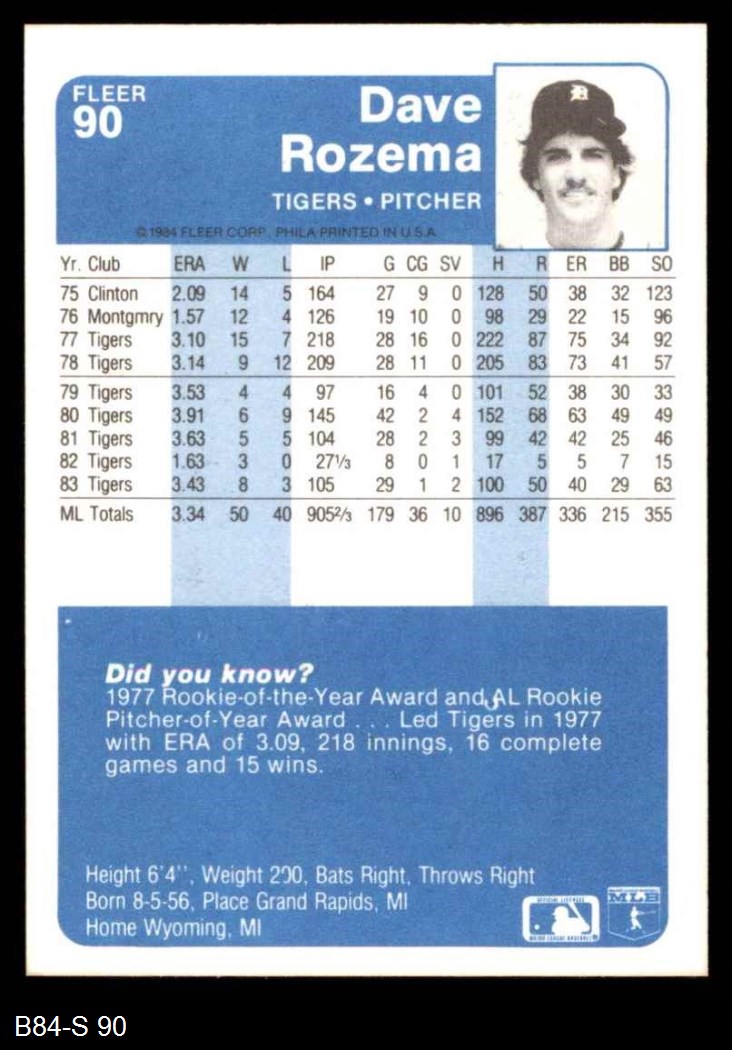 FLEER
90
Dave
Rozema
TIGERS • PITCHER
© 1984 FLEER CORP. PHILA PRINTED IN U.S.A.
Yr. Club ERA W L IP G CG SV H R ER BB SO
75 Clinton 2.09 14 5 164 27 9 0 128 50 38 32 123
76 Montgmry 1.57 12 4 126 19 10 0 98 29 22 15 96
77 Tigers 3.10 15 7 218 28 16 0 222 87 75 34 92
78 Tigers 3.14 9 12 209 28 11 0 205 83 73 41 57
79 Tigers 3.53 4 4 97 16 4 0 101 52 38 30 33
80 Tigers 3.91 6 9 145 42 2 4 152 68 63 49 49
81 Tigers 3.63 5 5 104 28 2 3 99 42 42 25 46
82 Tigers 1.63 3 0 27 1/3 8 0 1 17 5 5 7 15
83 Tigers 3.43 8 3 105 29 1 2 100 50 40 29 63
ML Totals 3.34 50 40 905 2/3 179 36 10 896 387 336 215 355
Did you know?
1977 Rookie-of-the-Year Award and AL Rookie
Pitcher-of-Year Award . . . Led Tigers in 1977
with ERA of 3.09, 218 innings, 16 complete
games and 15 wins.
Height 6'4'', Weight 200, Bats Right, Throws Right
Born 8-5-56, Place Grand Rapids, MI
Home Wyoming, MI
MAJOR LEAGUE BASEBALL
MLB
B84-S 90